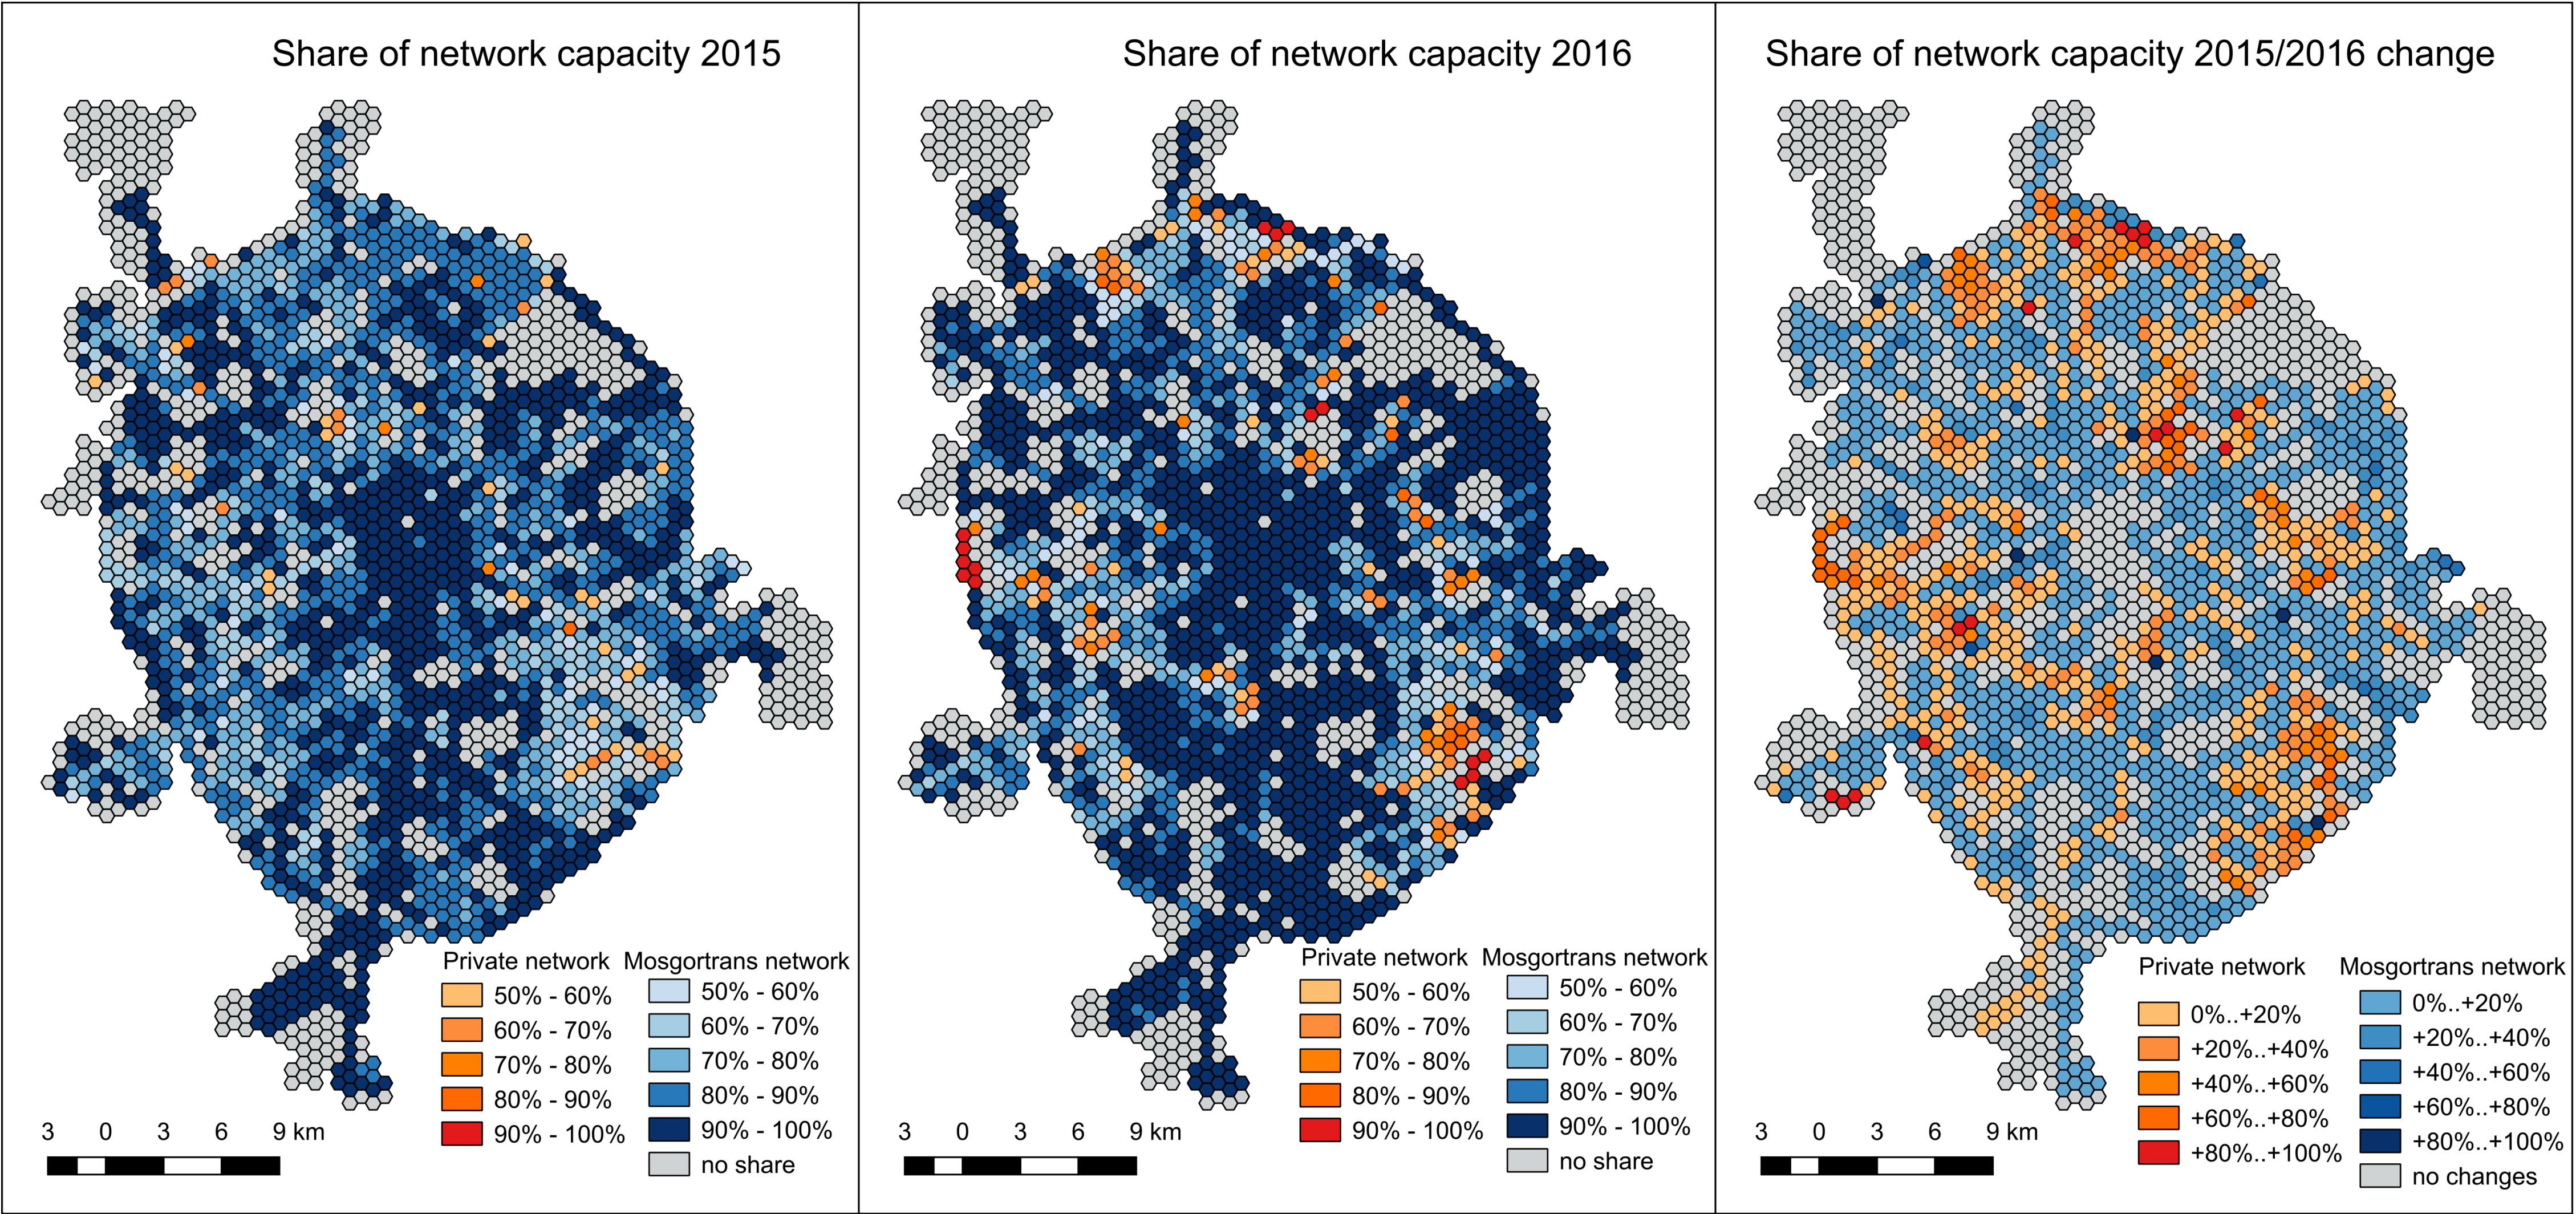 Share of network capacity 2015
Private network Mosgortrans network
50% - 60% 50% - 60%
60% - 70% 60% - 70%
70% - 80% 70% - 80%
80% - 90% 80% - 90%
90% - 100% 90% - 100%
no share
3 0 3 6 9 km
Share of network capacity 2016
Private network Mosgortrans network
50% - 60% 50% - 60%
60% - 70% 60% - 70%
70% - 80% 70% - 80%
80% - 90% 80% - 90%
90% - 100% 90% - 100%
no share
3 0 3 6 9 km
Share of network capacity 2015/2016 change
Private network Mosgortrans network
0%..+20% 0%..+20%
+20%..+40% +20%..+40%
+40%..+60% +40%..+60%
+60%..+80% +60%..+80%
+80%..+100% +80%..+100%
no changes
3 0 3 6 9 km